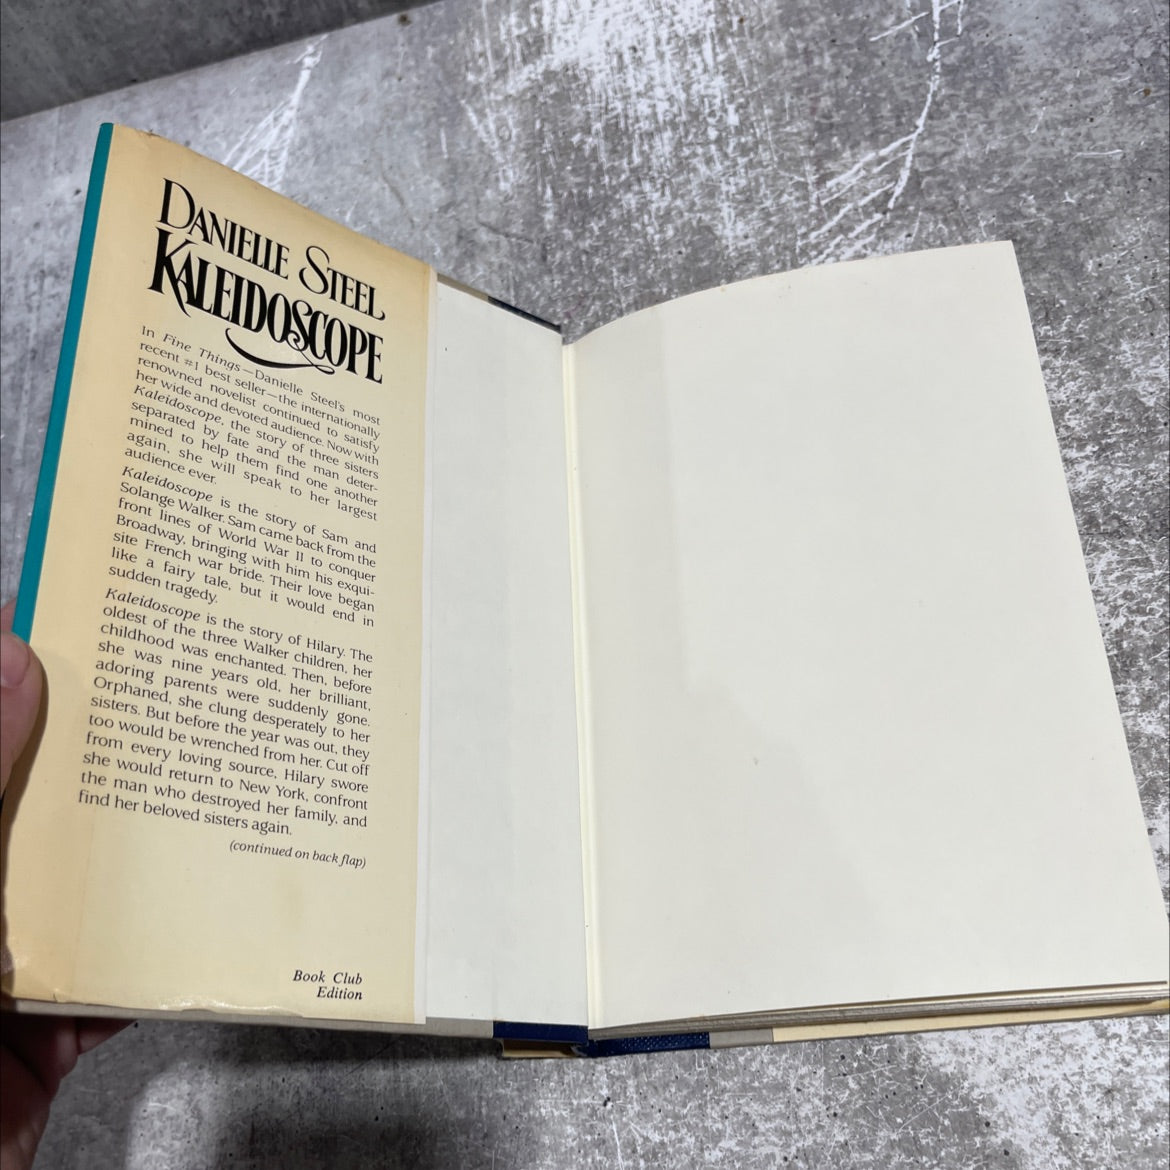 DANIELLE STEEL
KALEIDOSCOPE
In Fine Things—Danielle Steel's most
recent #1 best seller—the internationally
renowned novelist continued to satisfy
her wide and devoted audience. Now with
Kaleidoscope, the story of three sisters
separated by fate and the man deter-
mined to help them find one another
again, she will speak to her largest
audience ever.
Kaleidoscope is the story of Sam and
Solange Walker. Sam came back from the
front lines of World War II to conquer
Broadway, bringing with him his exqui-
site French war bride. Their love began
like a fairy tale, but it would end in
sudden tragedy.
Kaleidoscope is the story of Hilary. The
oldest of the three Walker children, her
childhood was enchanted. Then, before
she was nine years old, her brilliant,
adoring parents were suddenly gone.
Orphaned, she clung desperately to her
sisters. But before the year was out, they
too would be wrenched from her. Cut off
from every loving source, Hilary swore
she would return to New York, confront
the man who destroyed her family, and
find her beloved sisters again.
(continued on back flap)
Book Club
Edition